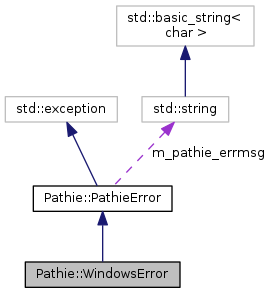 std::basic_string<
char >
std::exception
std::string
m_pathie_errmsg
Pathie::PathieError
Pathie::WindowsError